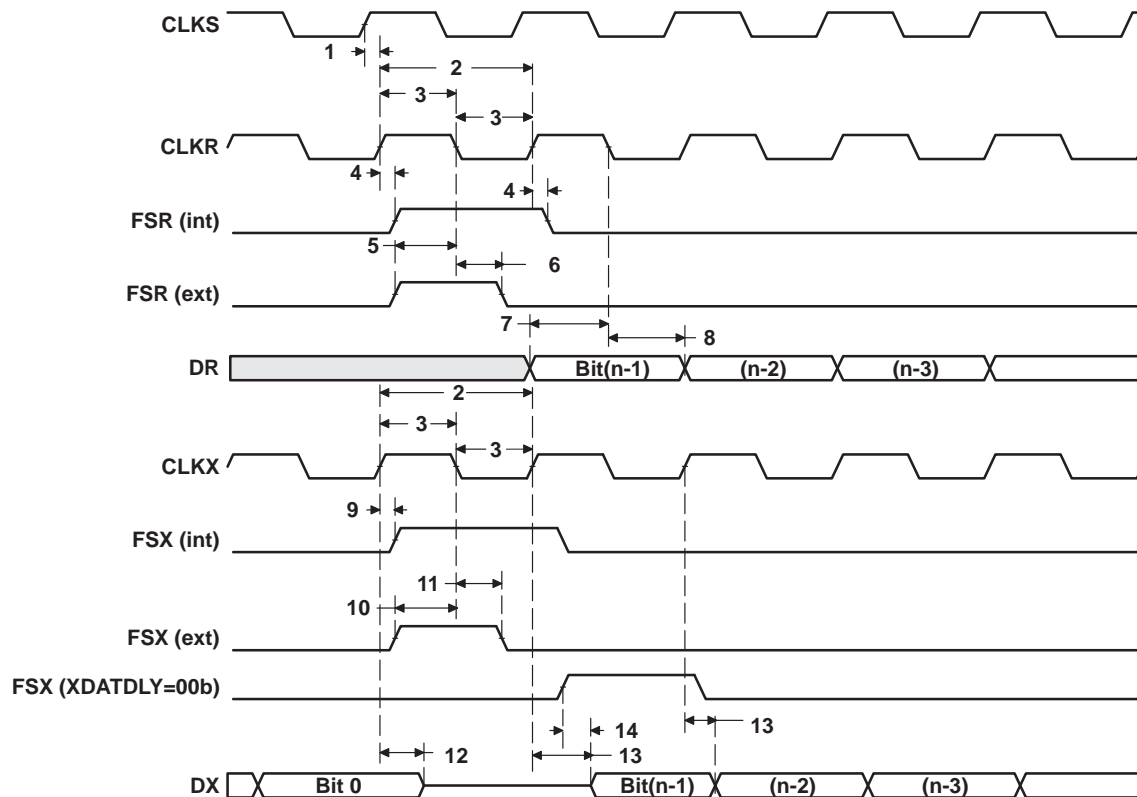 CLKS
1
2
3
3
CLKR
4
4
FSR (int)
5
6
FSR (ext)
7
8
DR Bit(n-1) (n-2) (n-3)
2
3
3
CLKX
9
FSX (int)
11
10
FSX (ext)
FSX (XDATDLY=00b)
14
13
12
13
DX Bit 0 Bit(n-1) (n-2) (n-3)